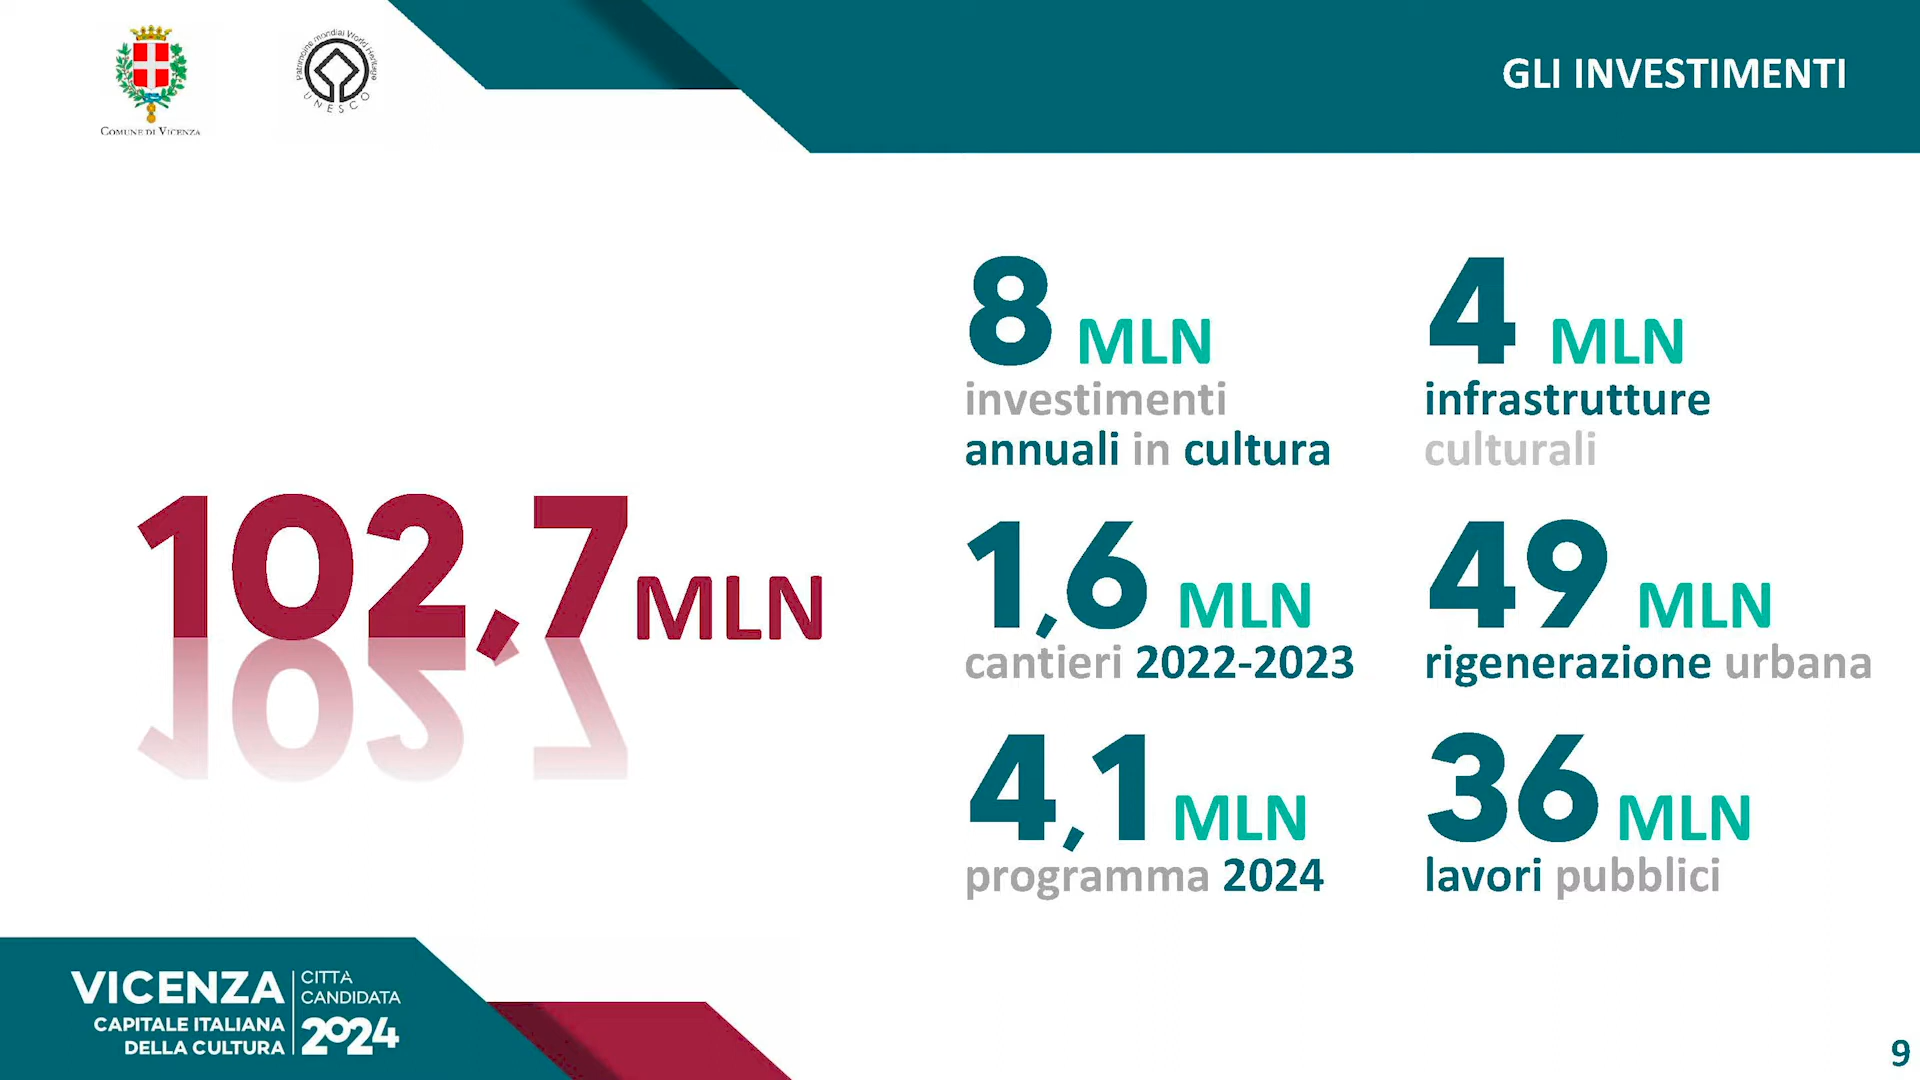 COMUNE DI VICENZA
Patrimoine mondial World Heritage
UNESCO
GLI INVESTIMENTI
102,7 MLN
8 MLN
investimenti
annuali in cultura
4 MLN
infrastrutture
culturali
1,6 MLN
cantieri 2022-2023
49 MLN
rigenerazione urbana
4,1 MLN
programma 2024
36 MLN
lavori pubblici
VICENZA
CAPITALE ITALIANA
DELLA CULTURA
CITTÀ
CANDIDATA
2024
9